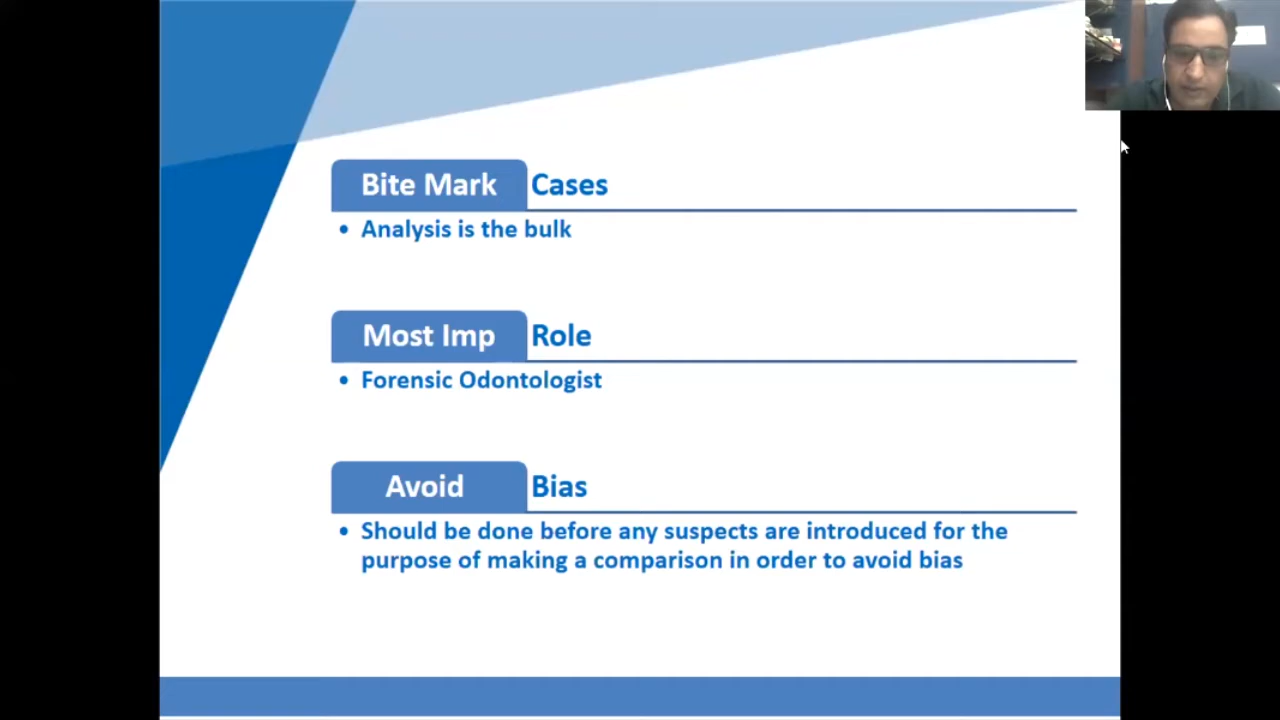 Bite Mark Cases
• Analysis is the bulk
Most Imp Role
• Forensic Odontologist
Avoid Bias
• Should be done before any suspects are introduced for the
purpose of making a comparison in order to avoid bias